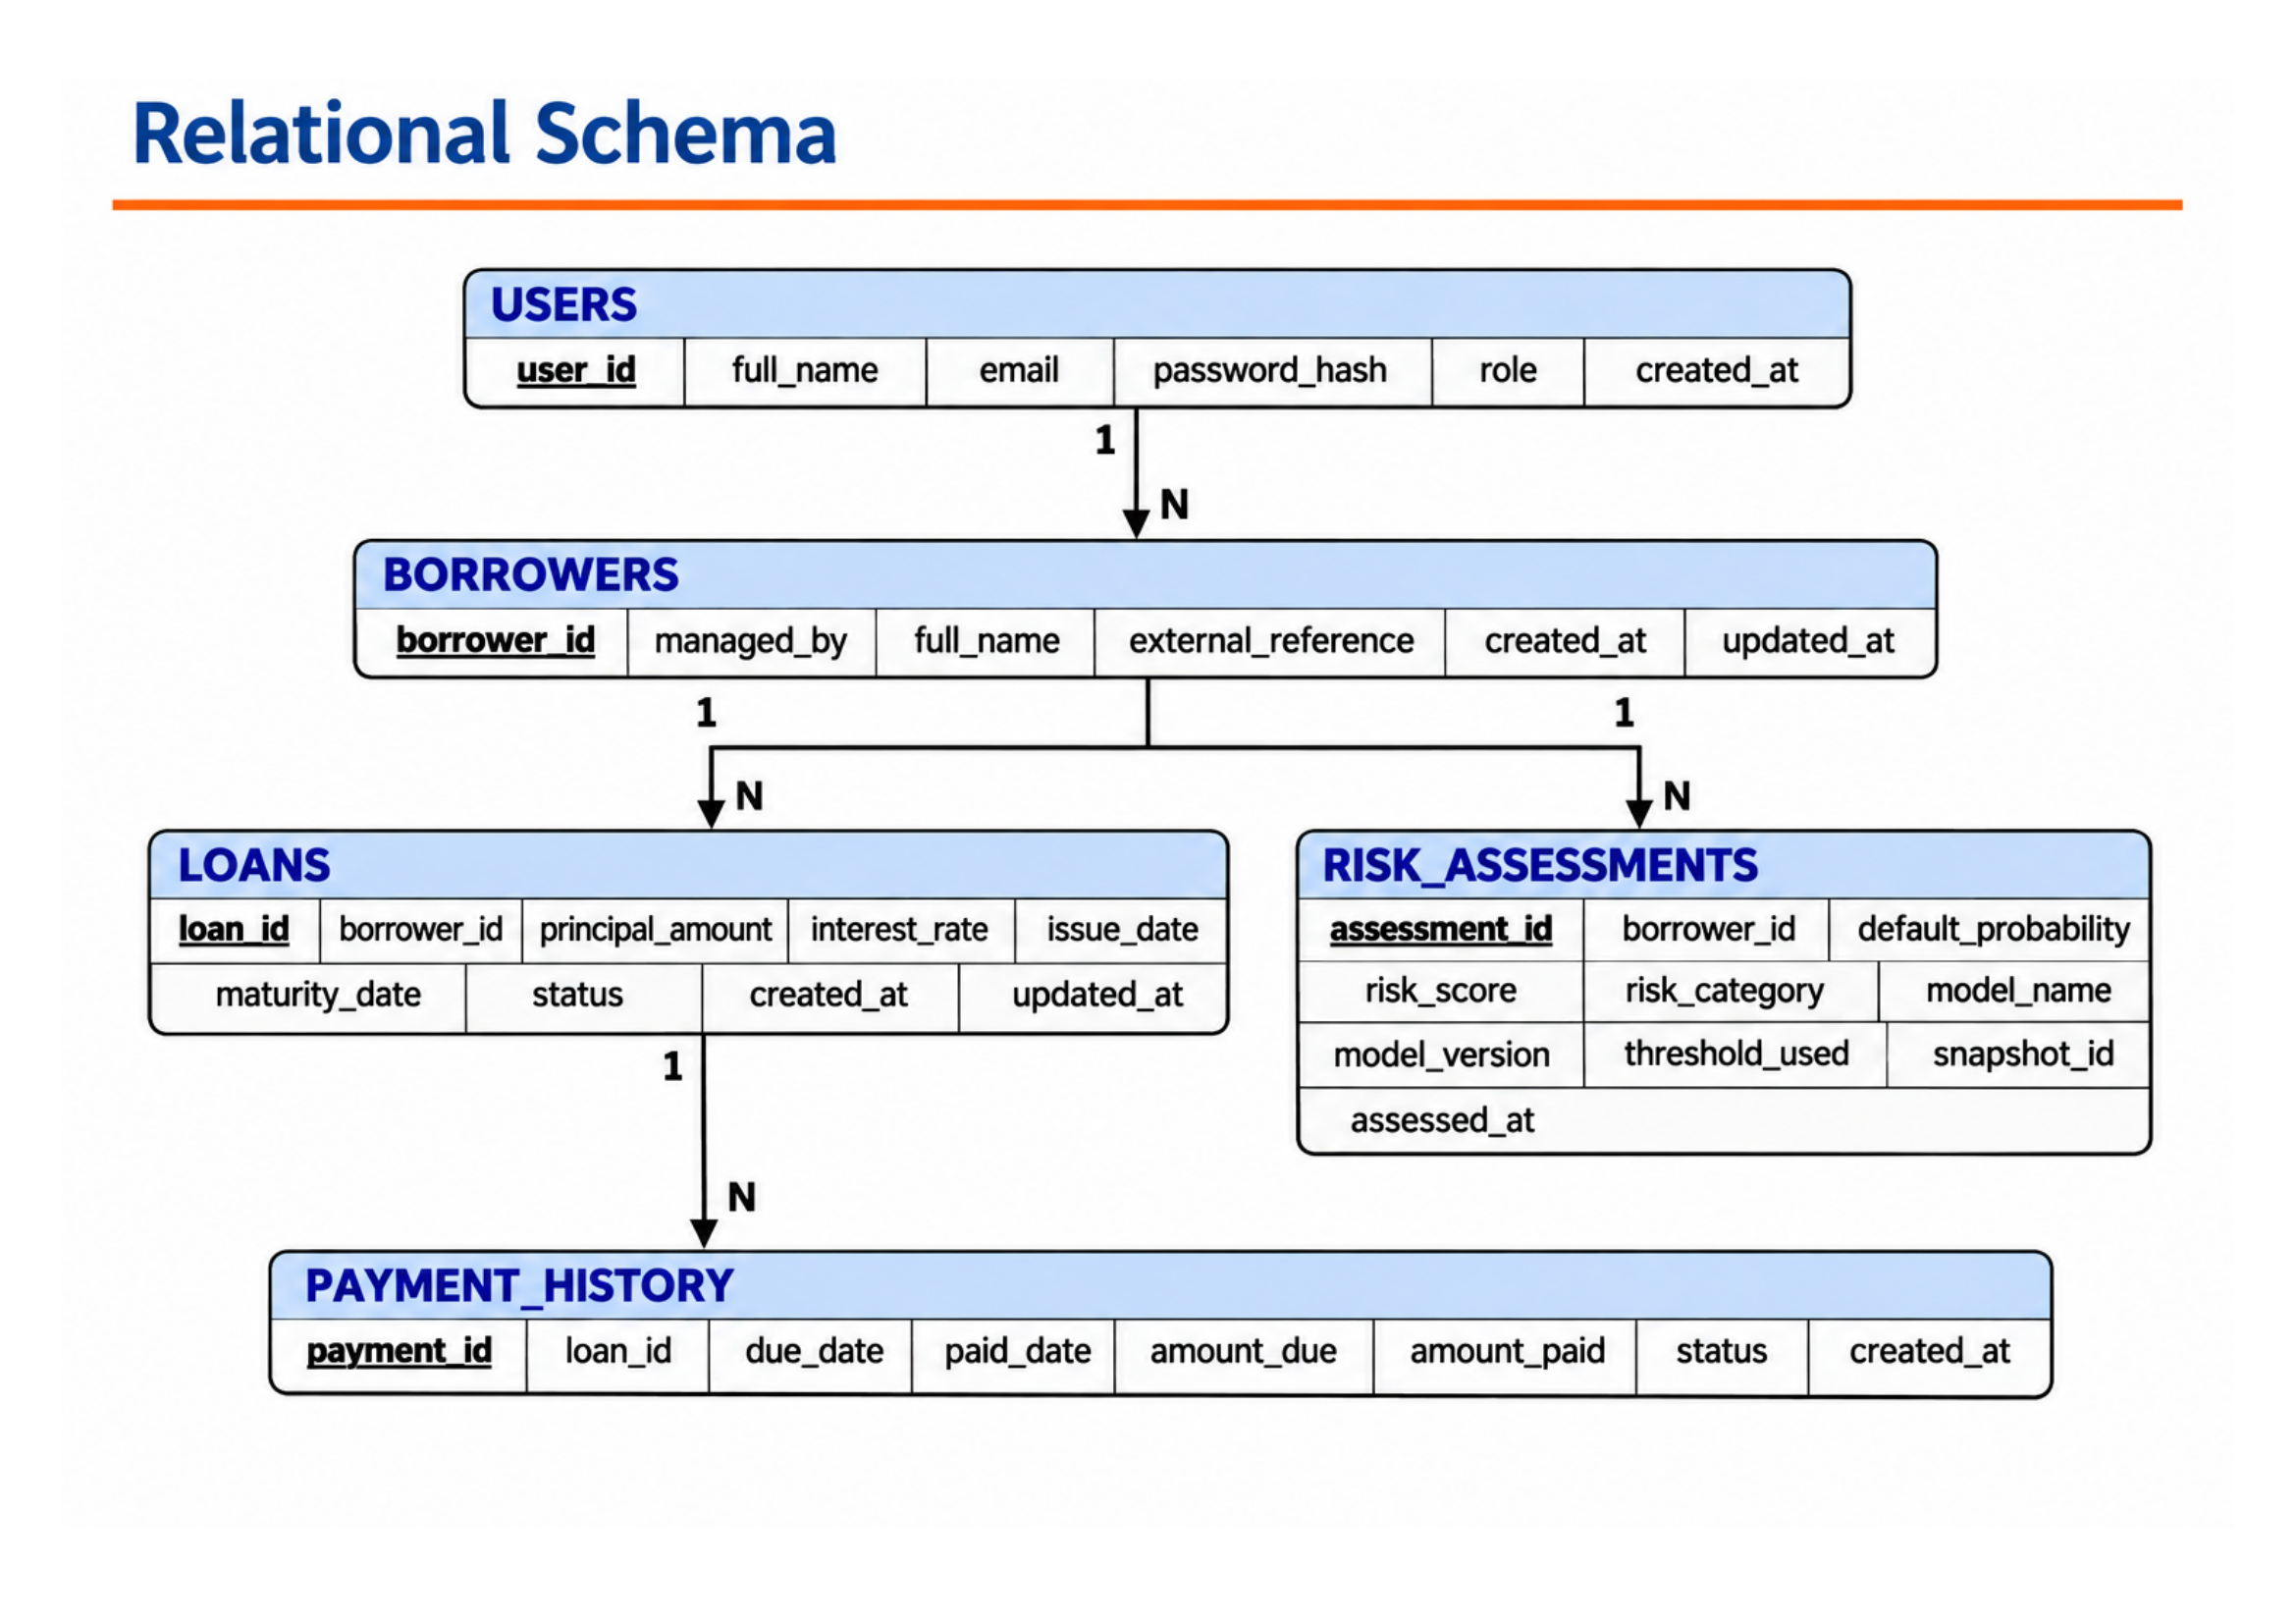 Relational Schema
USERS
user_id full_name email password_hash role created_at
1
N
BORROWERS
borrower_id managed_by full_name external_reference created_at updated_at
1 1
N N
LOANS
loan_id borrower_id principal_amount interest_rate issue_date
maturity_date status created_at updated_at
RISK_ASSESSMENTS
assessment_id borrower_id default_probability
risk_score risk_category model_name
model_version threshold_used snapshot_id
assessed_at
1
N
PAYMENT_HISTORY
payment_id loan_id due_date paid_date amount_due amount_paid status created_at